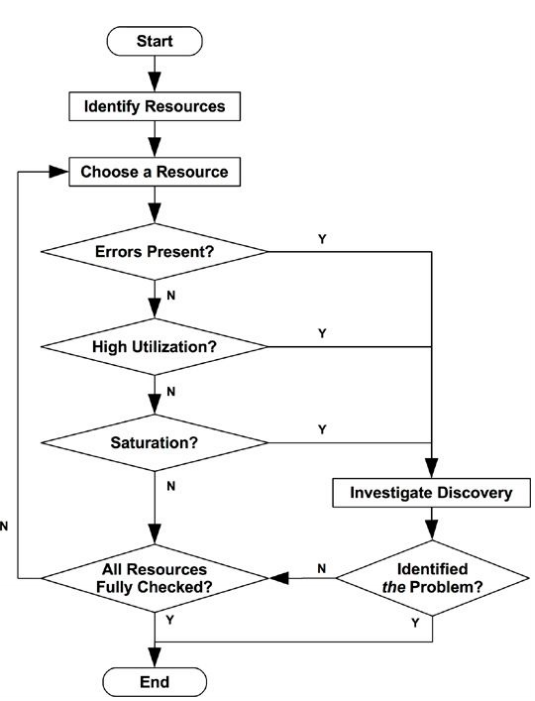 Start
Identify Resources
Choose a Resource
Errors Present?
Y
N
High Utilization?
Y
N
Saturation?
Y
N
Investigate Discovery
N
All Resources
Fully Checked?
N
Identified
the Problem?
Y
Y
End